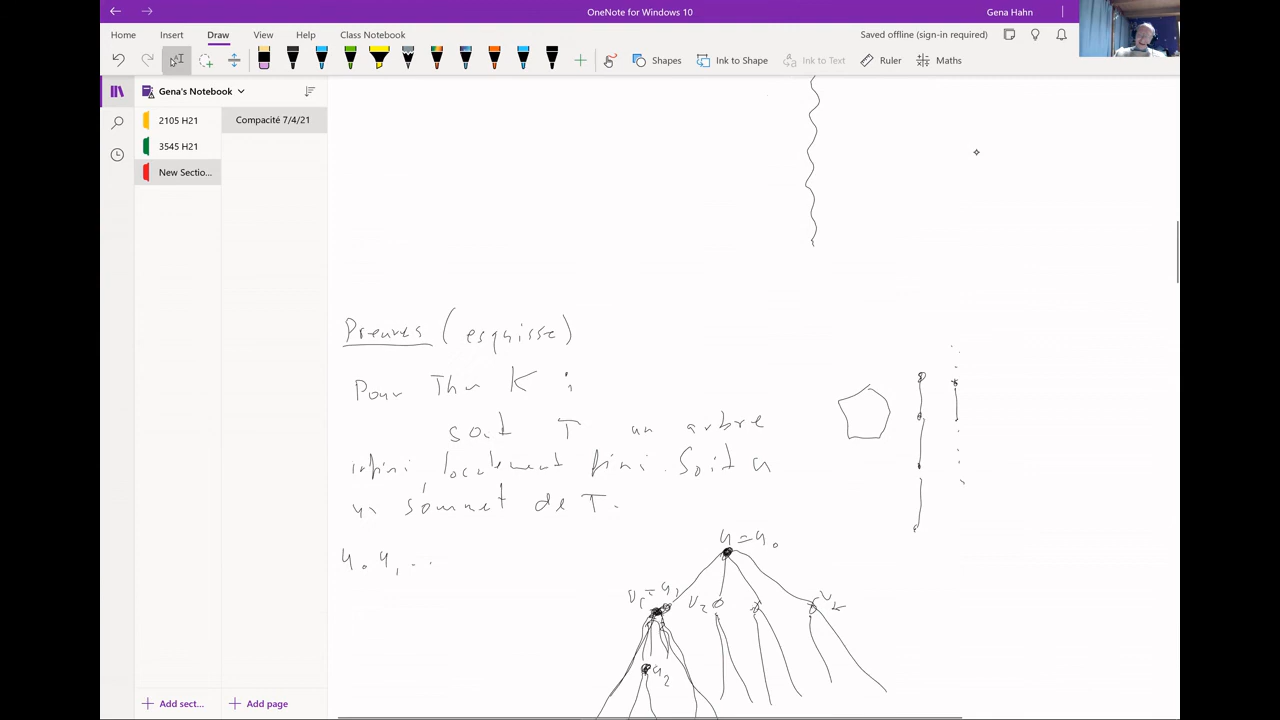 OneNote for Windows 10
Gena Hahn
Home Insert Draw View Help Class Notebook
Saved offline (sign-in required)
Shapes Ink to Shape Ink to Text Ruler Maths
Gena's Notebook
2105 H21
3545 H21
New Sectio...
Compacité 7/4/21
Preuves (esquisse)
Pour Thm K :
soit T un arbre
infini, localement fini. Soit u
un sommet de T.
u₀ u₁ ...
u = u₀
v₁ = u₁ v₂ vₖ
u₂
Add sect... Add page